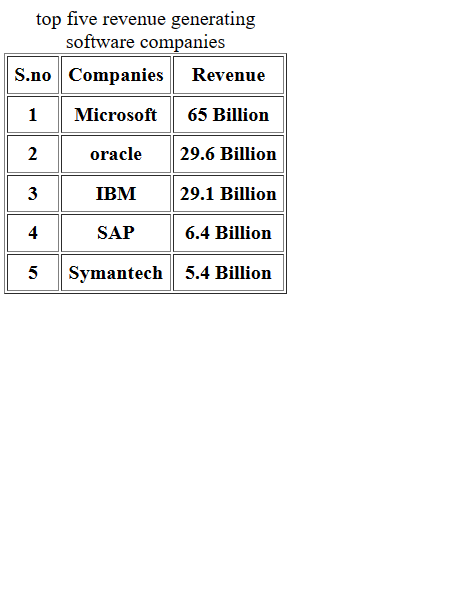 top five revenue generating
software companies
S.no Companies Revenue
1 Microsoft 65 Billion
2 oracle 29.6 Billion
3 IBM 29.1 Billion
4 SAP 6.4 Billion
5 Symantech 5.4 Billion